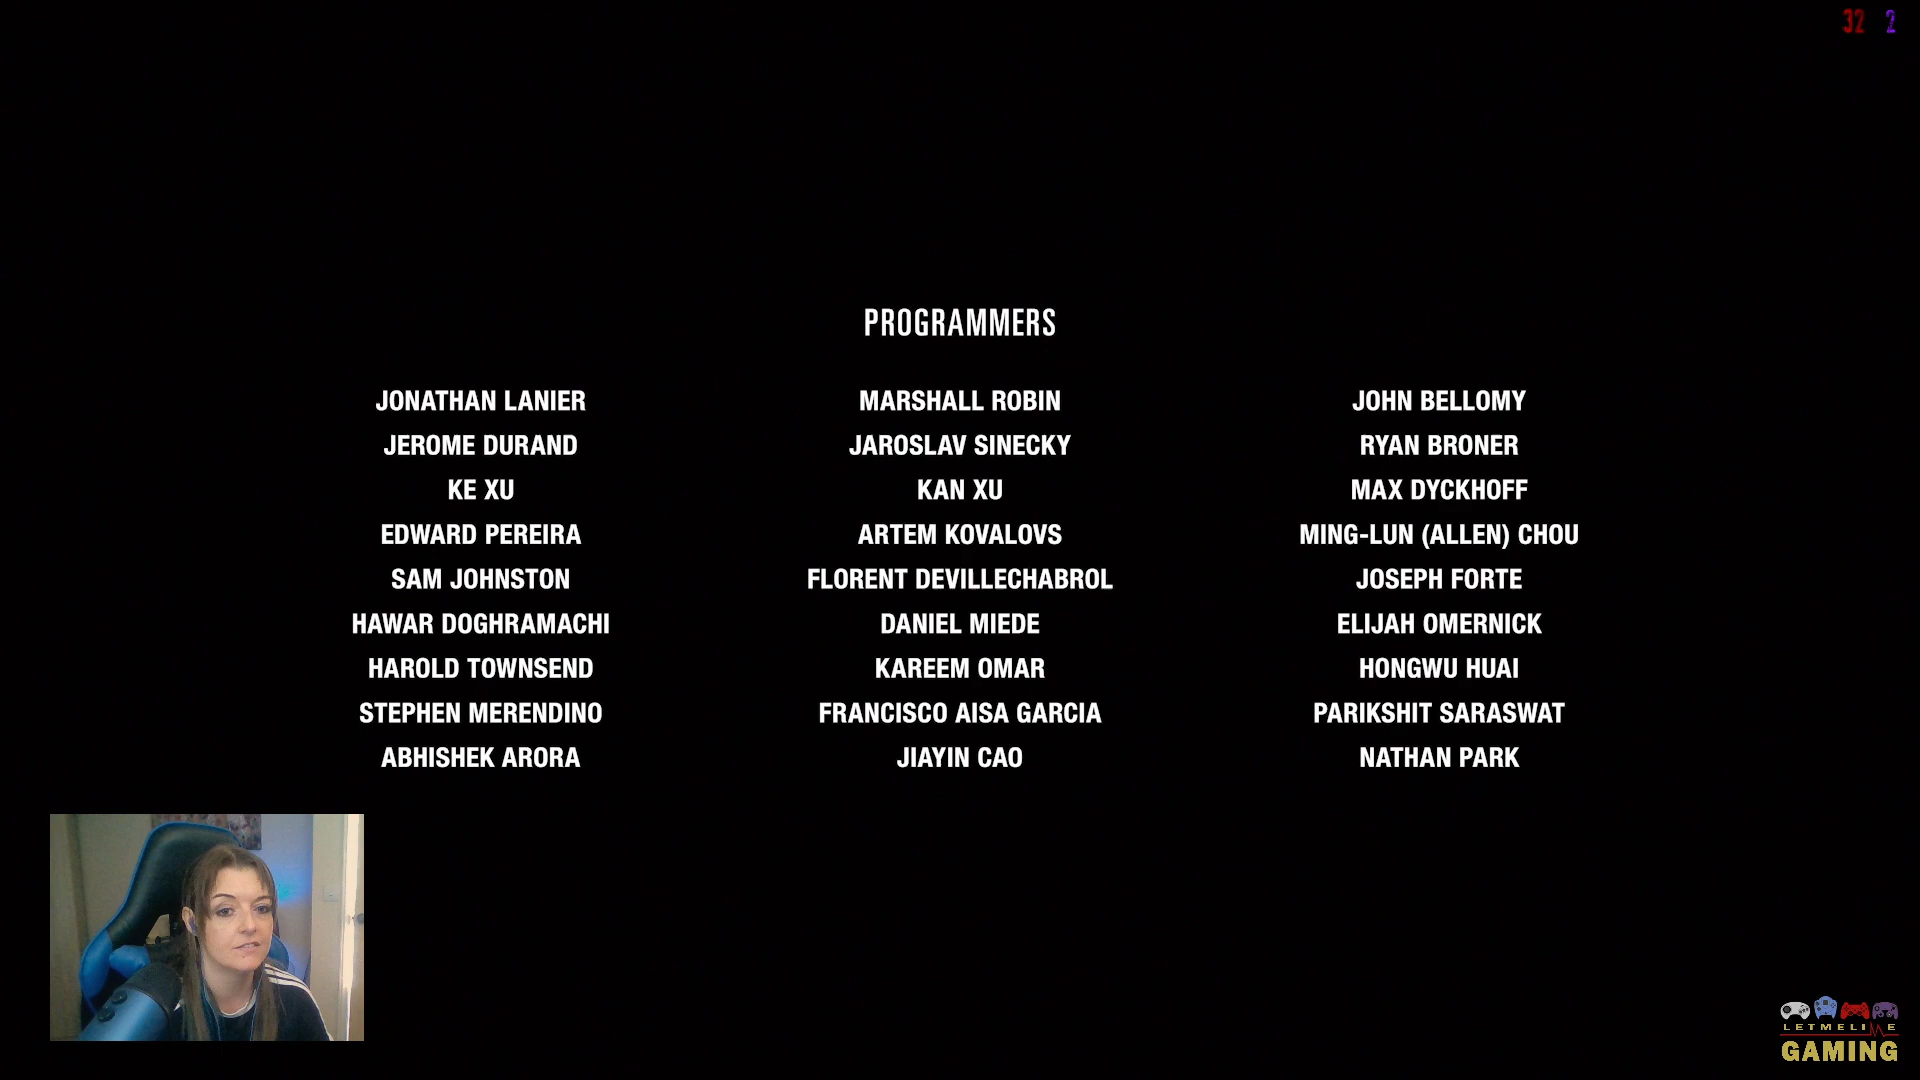 32 2
PROGRAMMERS
JONATHAN LANIER MARSHALL ROBIN JOHN BELLOMY
JEROME DURAND JAROSLAV SINECKY RYAN BRONER
KE XU KAN XU MAX DYCKHOFF
EDWARD PEREIRA ARTEM KOVALOVS MING-LUN (ALLEN) CHOU
SAM JOHNSTON FLORENT DEVILLECHABROL JOSEPH FORTE
HAWAR DOGHRAMACHI DANIEL MIEDE ELIJAH OMERNICK
HAROLD TOWNSEND KAREEM OMAR HONGWU HUAI
STEPHEN MERENDINO FRANCISCO AISA GARCIA PARIKSHIT SARASWAT
ABHISHEK ARORA JIAYIN CAO NATHAN PARK
LETMELIVE
GAMING